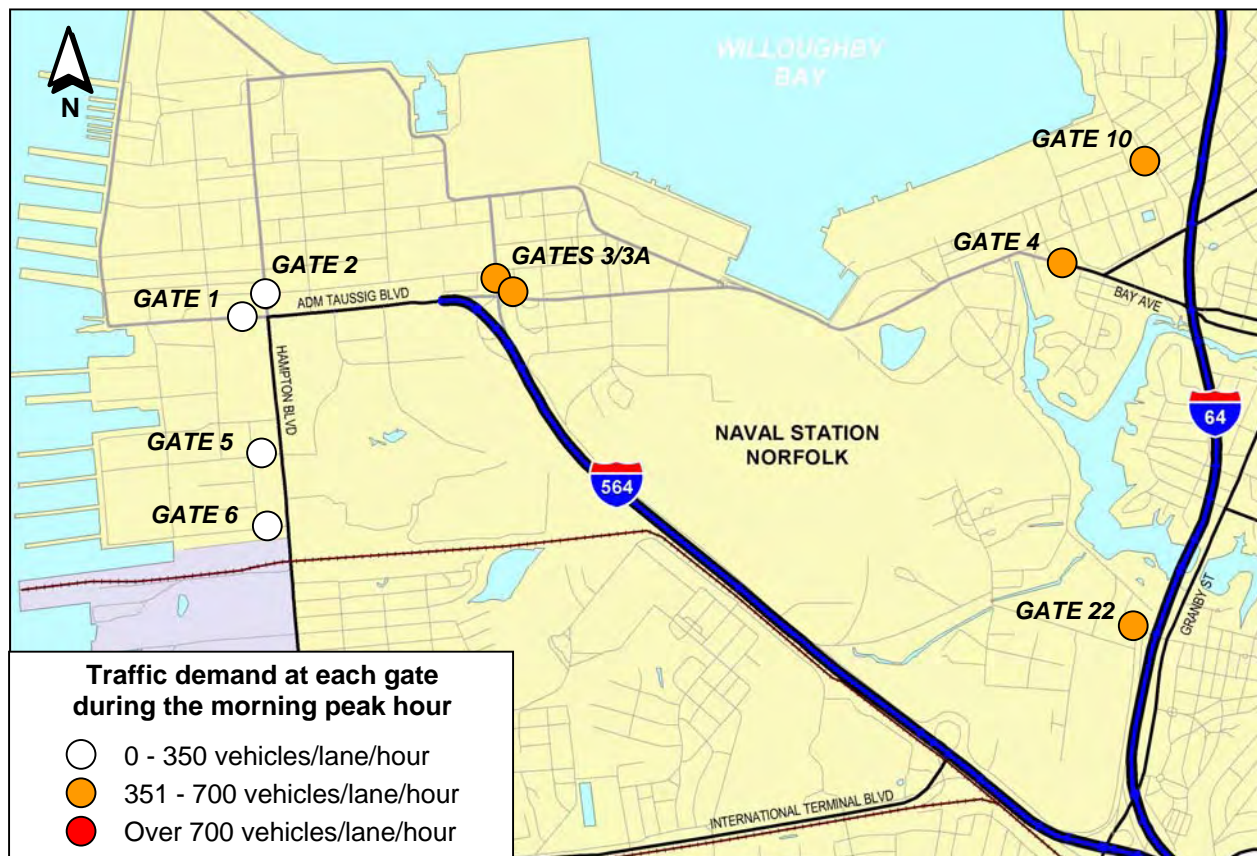 WILLOUGHBY
BAY
N
GATE 10
GATE 4
BAY AVE
GATES 3/3A
GATE 2
GATE 1
ADM TAUSSIG BLVD
HAMPTON BLVD
GATE 5
GATE 6
NAVAL STATION
NORFOLK
64
564
GATE 22
GRANBY ST
INTERNATIONAL TERMINAL BLVD
Traffic demand at each gate
during the morning peak hour
0 - 350 vehicles/lane/hour
351 - 700 vehicles/lane/hour
Over 700 vehicles/lane/hour